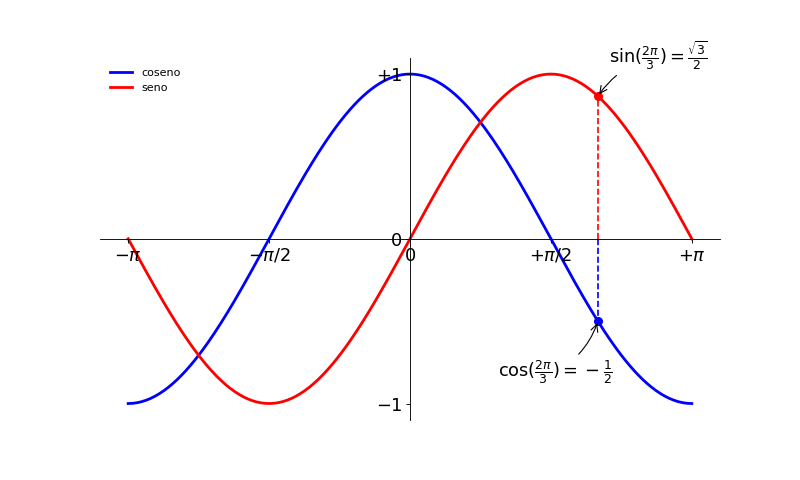 sin(2π/3) = √3/2
coseno
seno
+1
0
−π
−π/2
0
+π/2
+π
cos(2π/3) = −1/2
−1